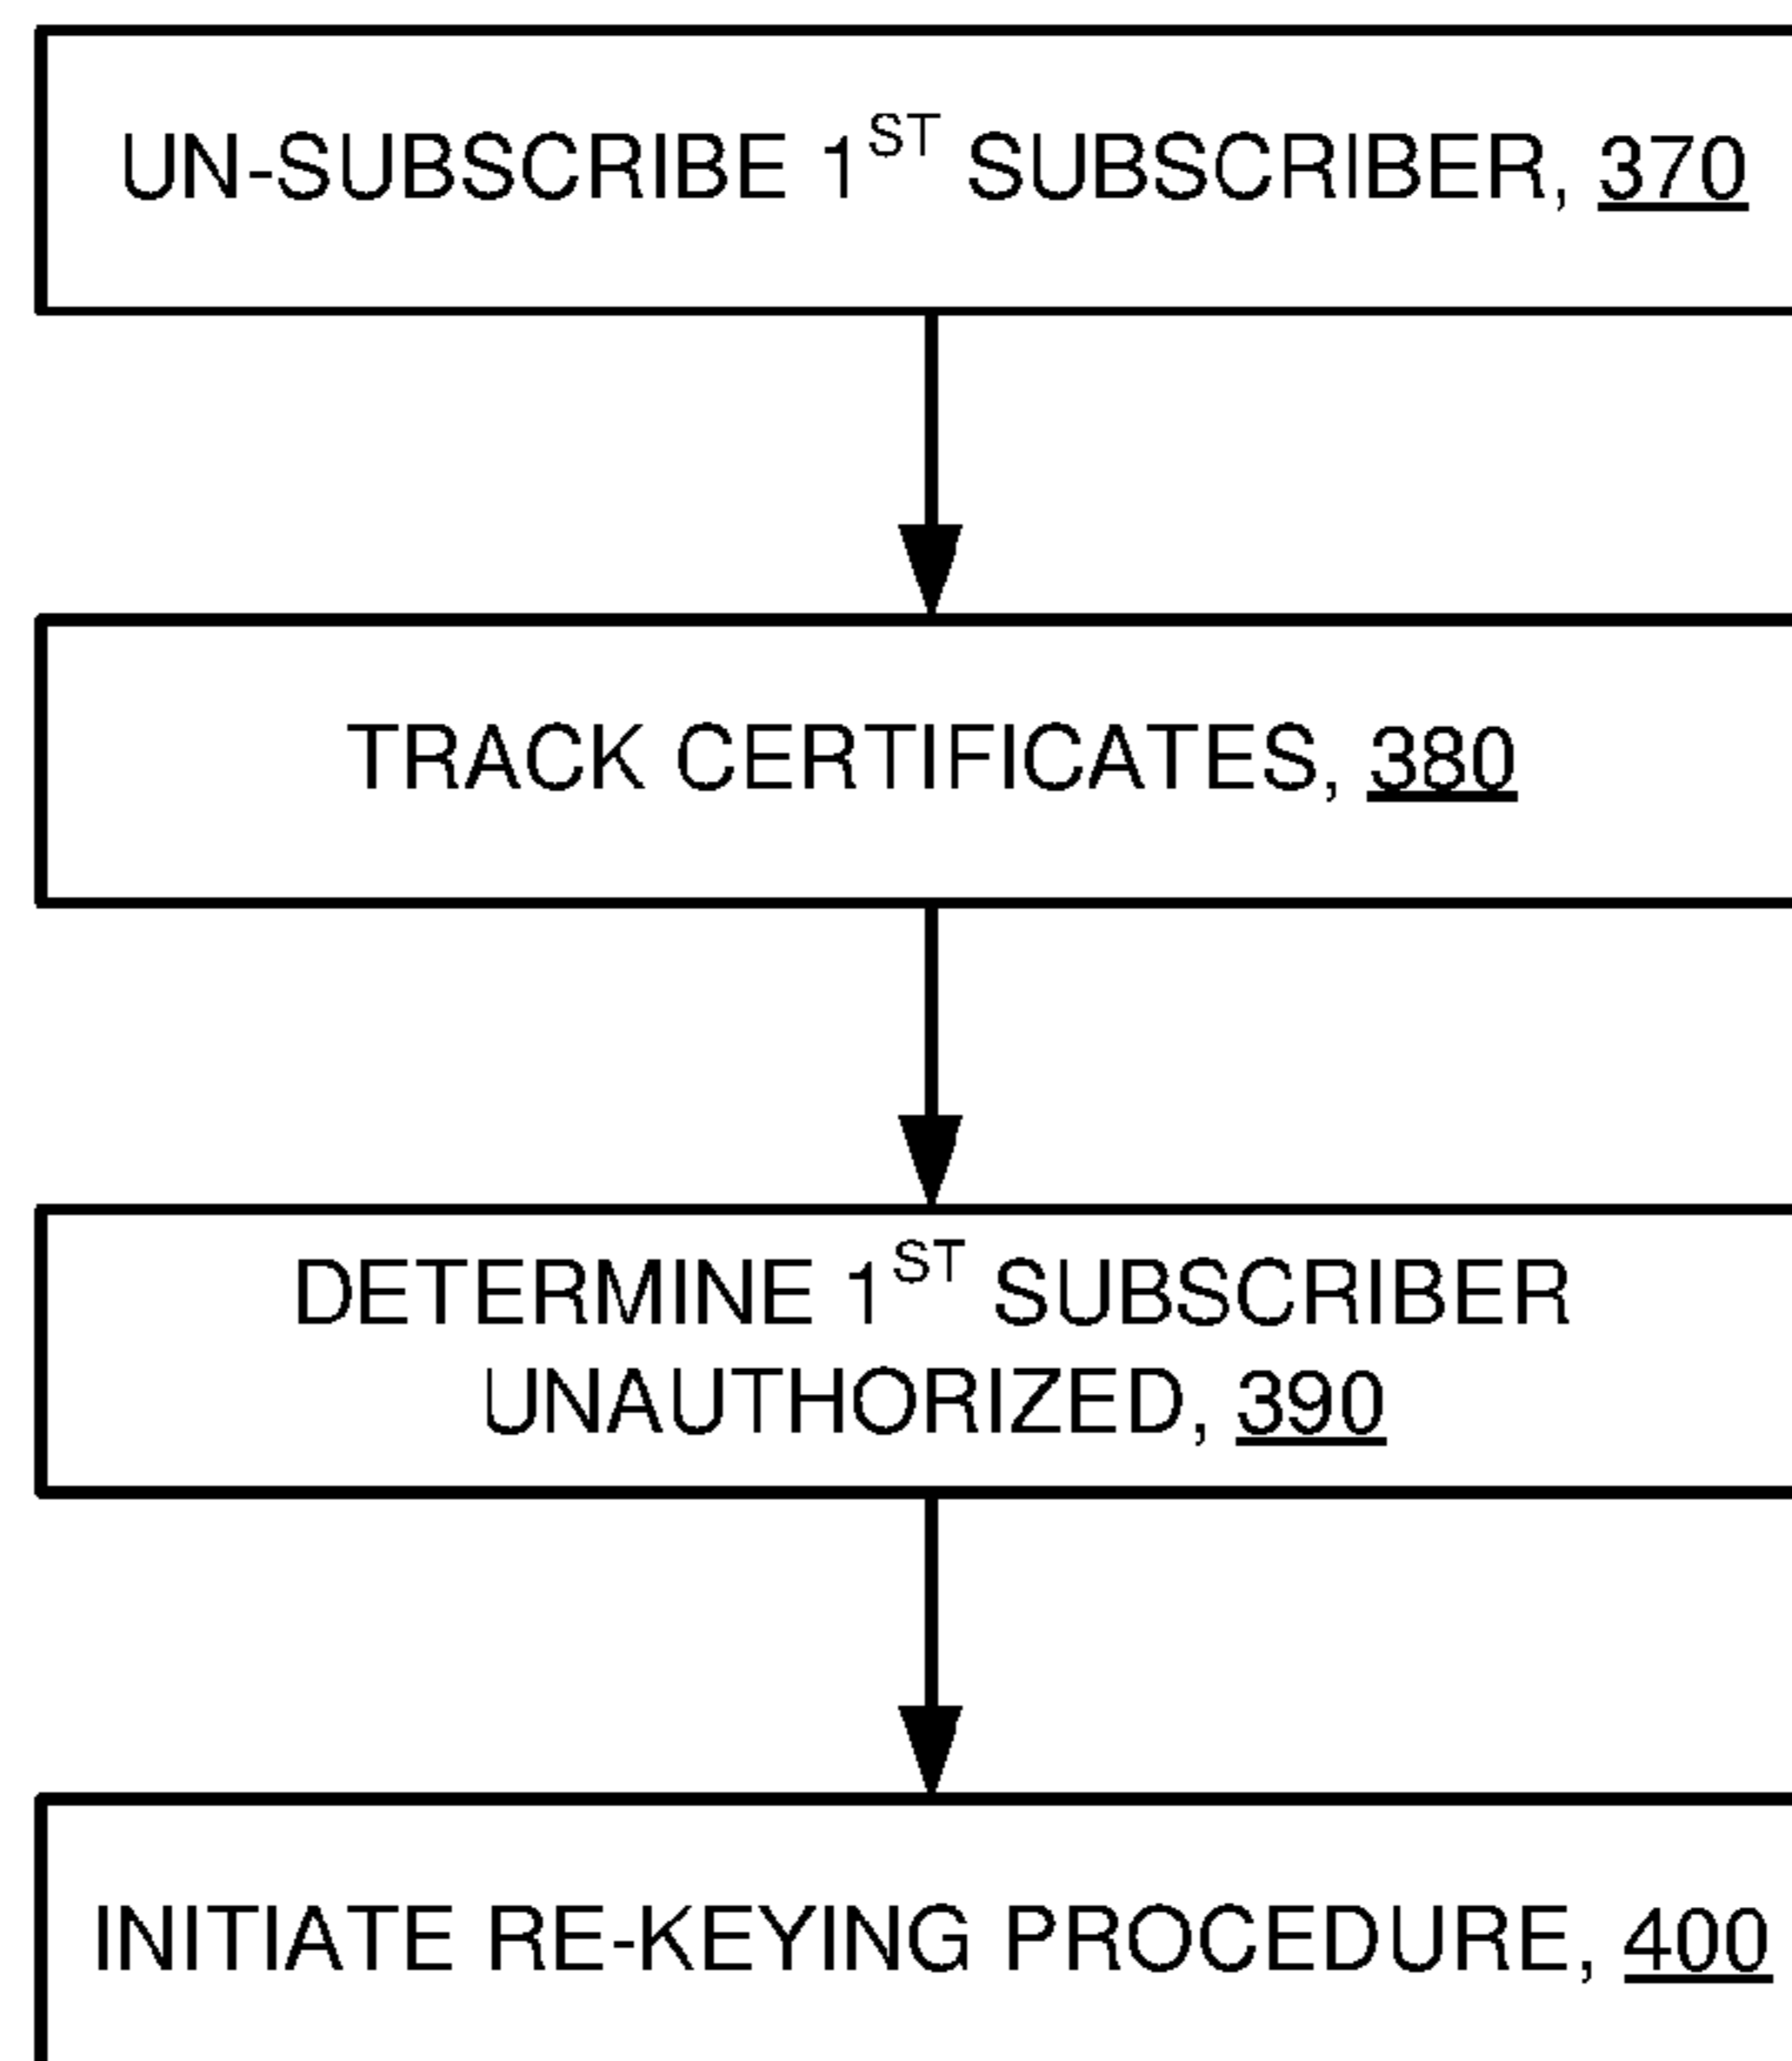 UN-SUBSCRIBE 1ST SUBSCRIBER, 370
TRACK CERTIFICATES, 380
DETERMINE 1ST SUBSCRIBER
UNAUTHORIZED, 390
INITIATE RE-KEYING PROCEDURE, 400